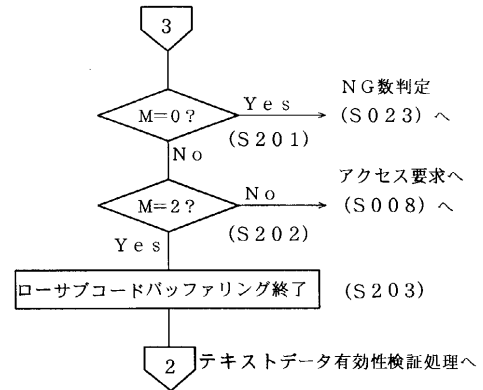 3
NG数判定
M=0?
Yes
(S023)へ
(S201)
No
アクセス要求へ
M=2?
No
(S008)へ
Yes
(S202)
ローサブコードバッファリング終了
(S203)
2
テキストデータ有効性検証処理へ